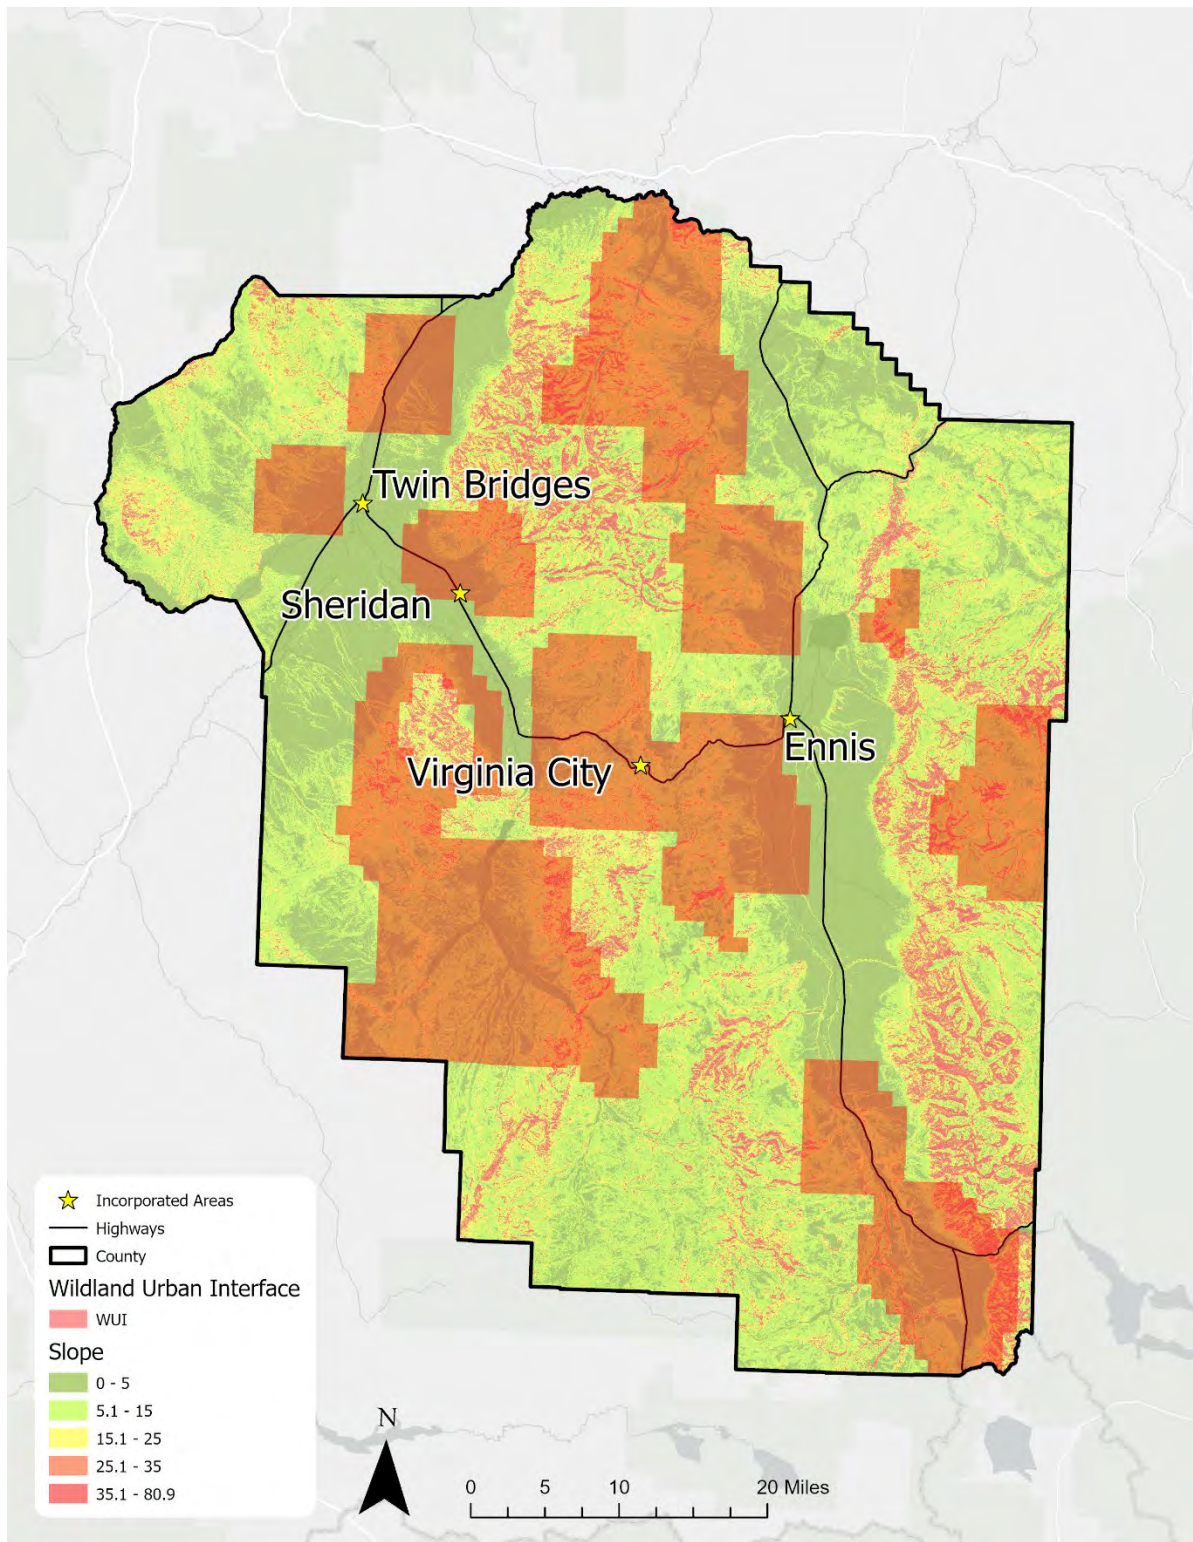 Twin Bridges
Sheridan
Virginia City
Ennis
Incorporated Areas
Highways
County
Wildland Urban Interface
WUI
Slope
0 - 5
5.1 - 15
15.1 - 25
25.1 - 35
35.1 - 80.9
N
0 5 10 20 Miles